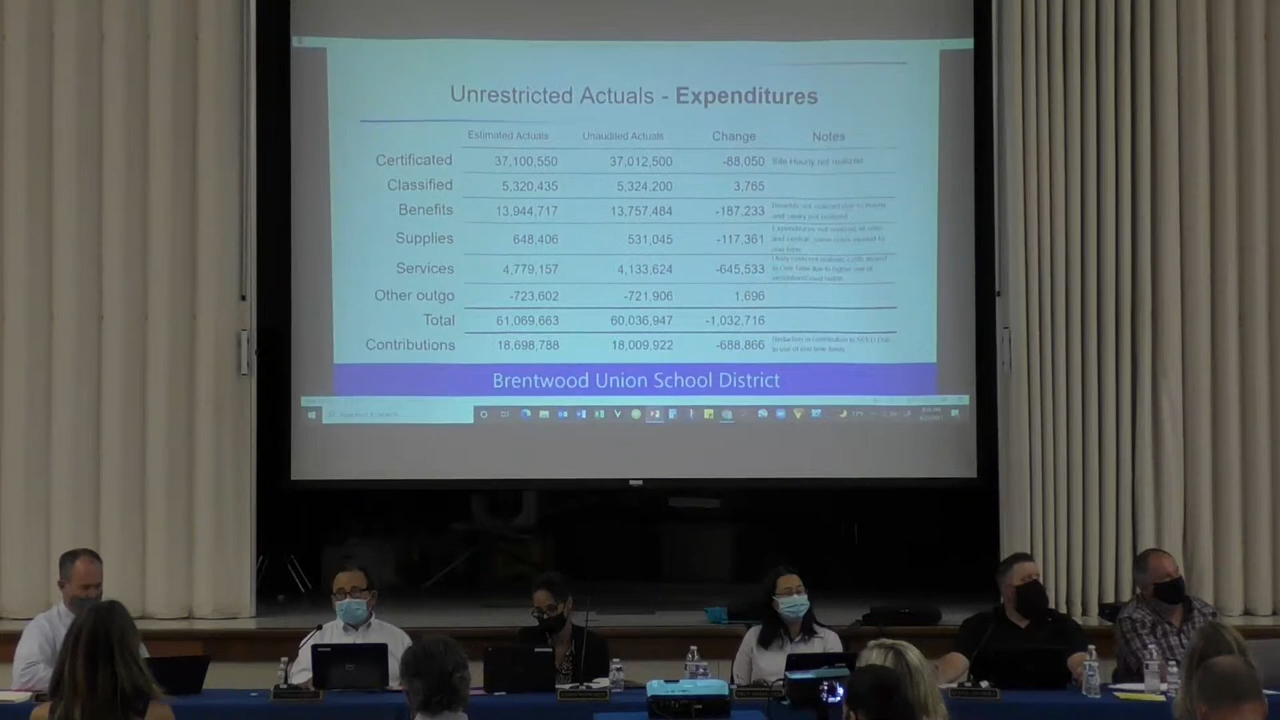 Unrestricted Actuals - Expenditures
Estimated Actuals Unaudited Actuals Change Notes
Certificated 37,100,550 37,012,500 -88,050 Site Hourly not realized
Classified 5,320,435 5,324,200 3,765
Benefits 13,944,717 13,757,484 -187,233
Supplies 648,406 531,045 -117,361
Services 4,779,157 4,133,624 -645,533
Other outgo -723,602 -721,906 1,696
Total 61,069,663 60,036,947 -1,032,716
Contributions 18,698,788 18,009,922 -688,866
Brentwood Union School District